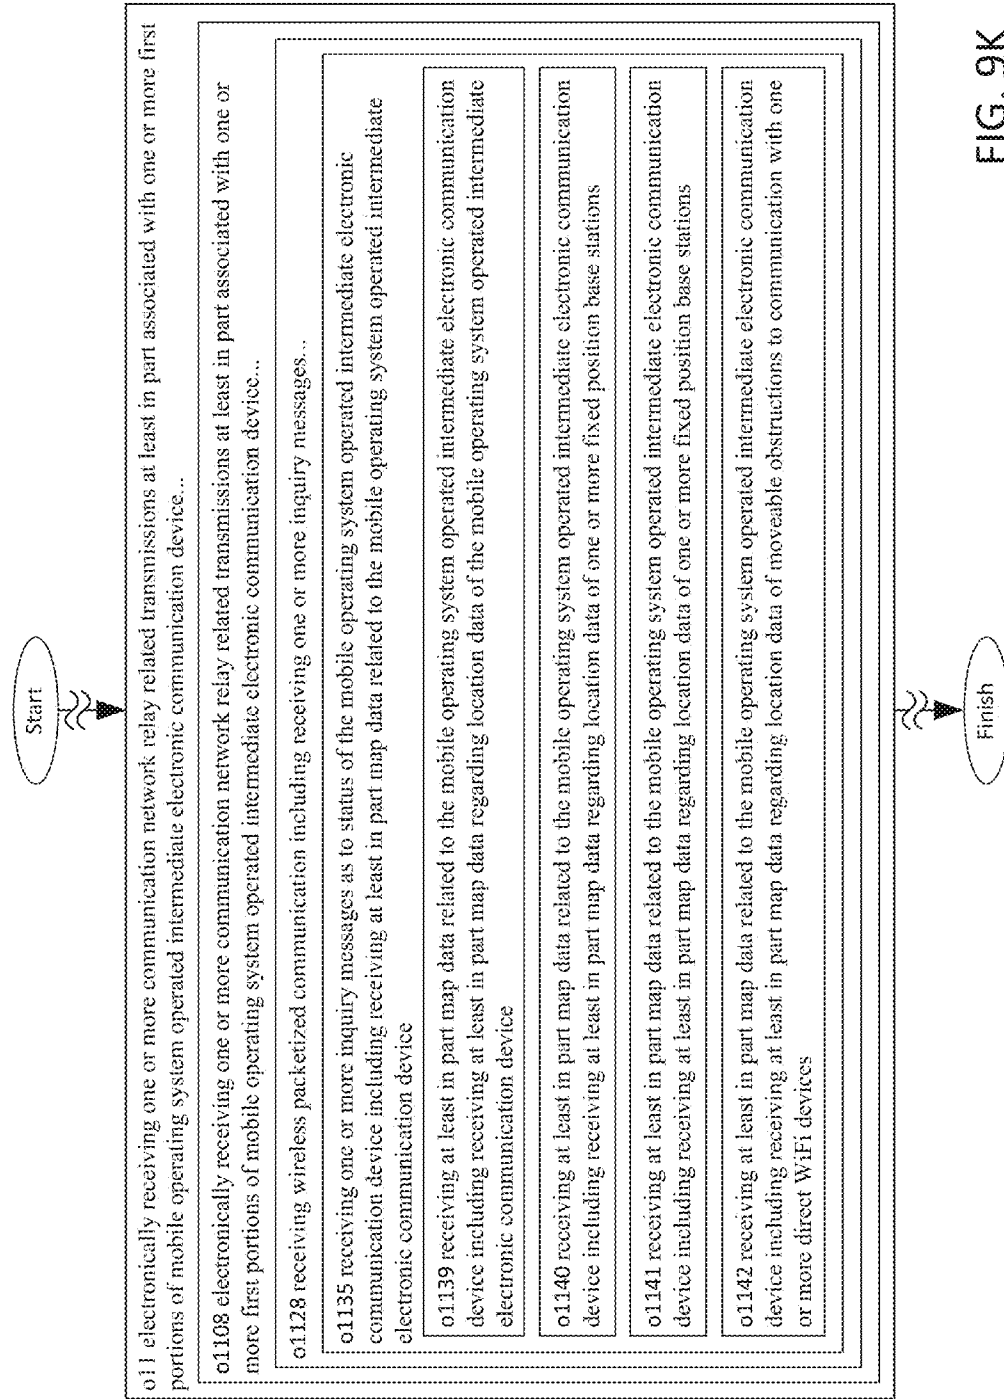 Start
o11 electronically receiving one or more communication network relay related transmissions at least in part associated with one or more first
portions of mobile operating system operated intermediate electronic communication device...
o1108 electronically receiving one or more communication network relay related transmissions at least in part associated with one or
more first portions of mobile operating system operated intermediate electronic communication device...
o1128 receiving wireless packetized communication including receiving one or more inquiry messages...
o1135 receiving one or more inquiry messages as to status of the mobile operating system operated intermediate electronic
communication device including receiving at least in part map data related to the mobile operating system operated intermediate
electronic communication device
o1139 receiving at least in part map data related to the mobile operating system operated intermediate electronic communication
device including receiving at least in part map data regarding location data of the mobile operating system operated intermediate
electronic communication device
o1140 receiving at least in part map data related to the mobile operating system operated intermediate electronic communication
device including receiving at least in part map data regarding location data of one or more fixed position base stations
o1141 receiving at least in part map data related to the mobile operating system operated intermediate electronic communication
device including receiving at least in part map data regarding location data of one or more fixed position base stations
o1142 receiving at least in part map data related to the mobile operating system operated intermediate electronic communication
device including receiving at least in part map data regarding location data of moveable obstructions to communication with one
or more direct WiFi devices
Finish
FIG. 9K